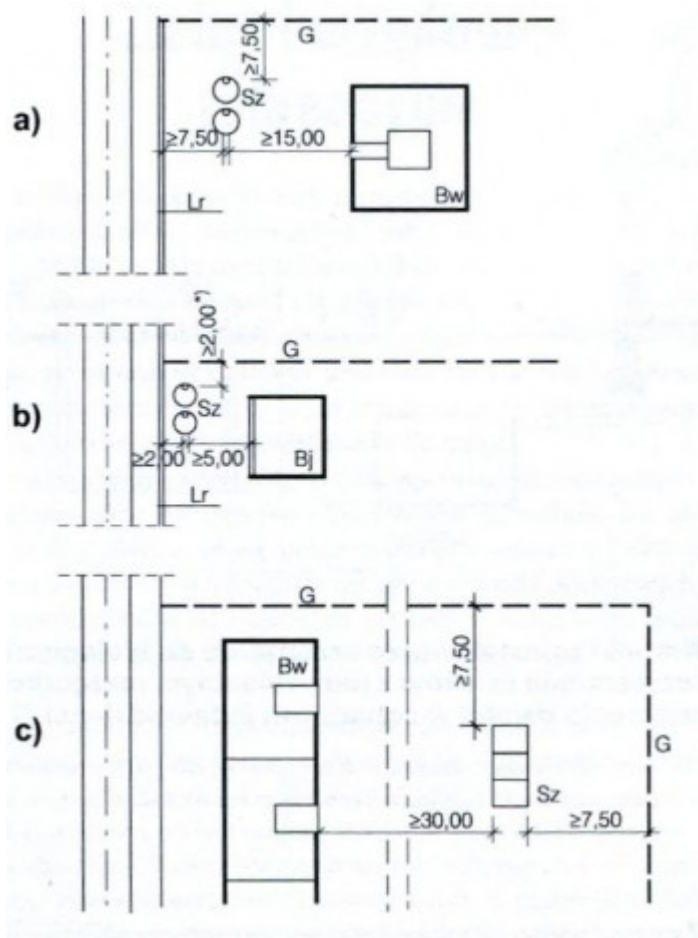 a)
G
≥7,50
Sz
≥7,50
≥15,00
Bw
Lr
b)
≥2,00*)
G
Sz
≥2,00
≥5,00
Bj
Lr
c)
G
Bw
≥7,50
G
Sz
≥30,00
≥7,50